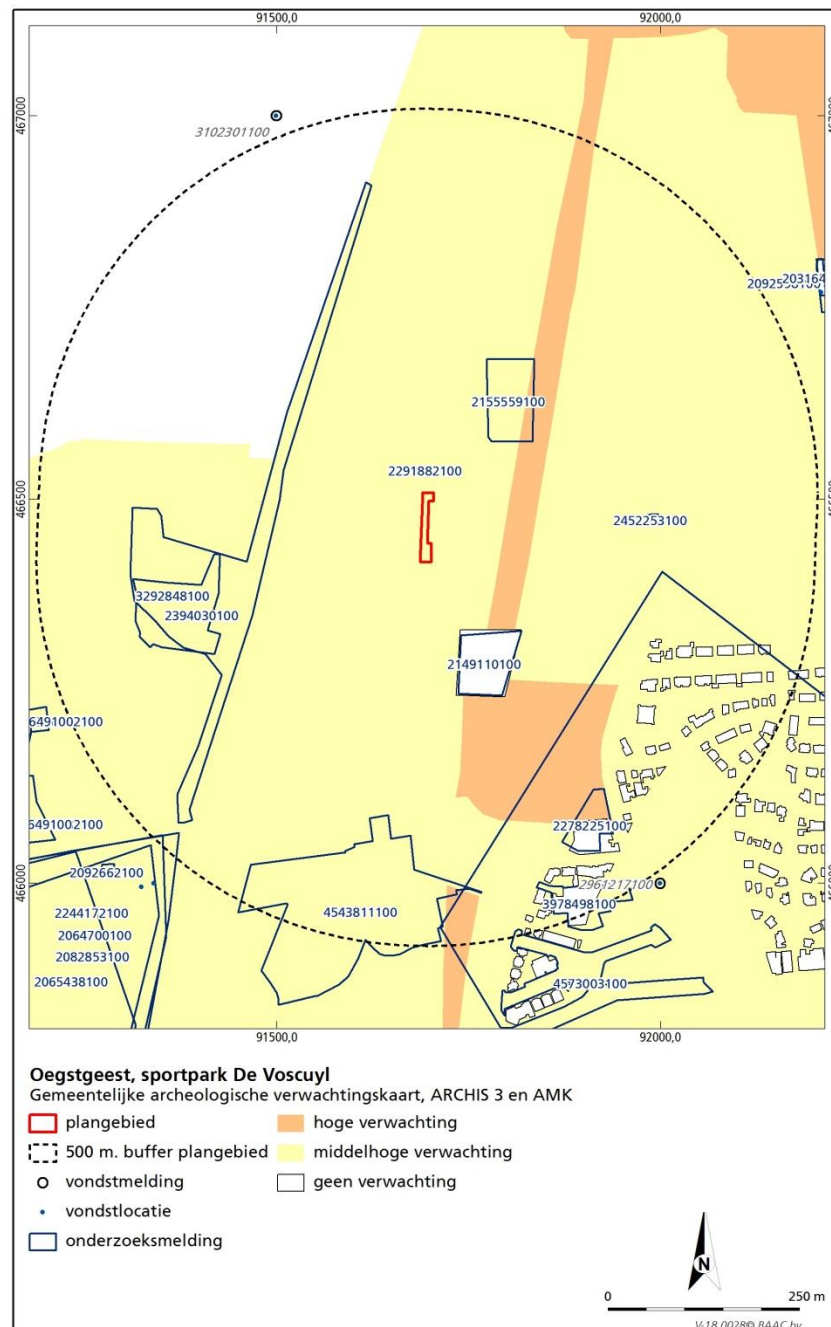 91500,0 92000,0
467000 467000
3102301100
2155559100
2291882100
466500 466500
2452253100
3292848100
2394030100
2149110100
6491002100
2278225100
6491002100
2092662100
2961217100
466000 466000
3978498100
2244172100
4543811100
2064700100
2082853100
2065438100
4573003100
91500,0 92000,0
Oegstgeest, sportpark De Voscuyl
Gemeentelijke archeologische verwachtingskaart, ARCHIS 3 en AMK
plangebied hoge verwachting
500 m. buffer plangebied middelhoge verwachting
vondstmelding geen verwachting
vondstlocatie
onderzoeksmelding
N
0 250 m
V-18.0028© BAAC bv